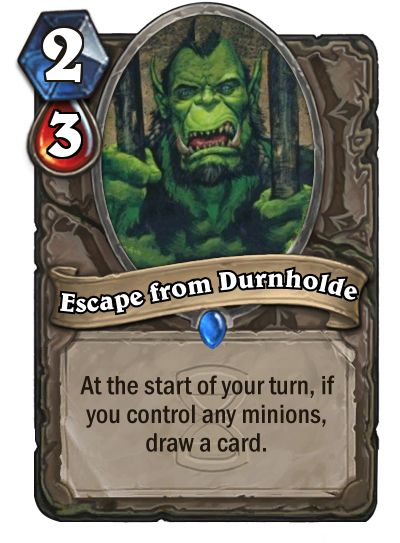 2
3
Escape from Durnholde
At the start of your turn, if
you control any minions,
draw a card.